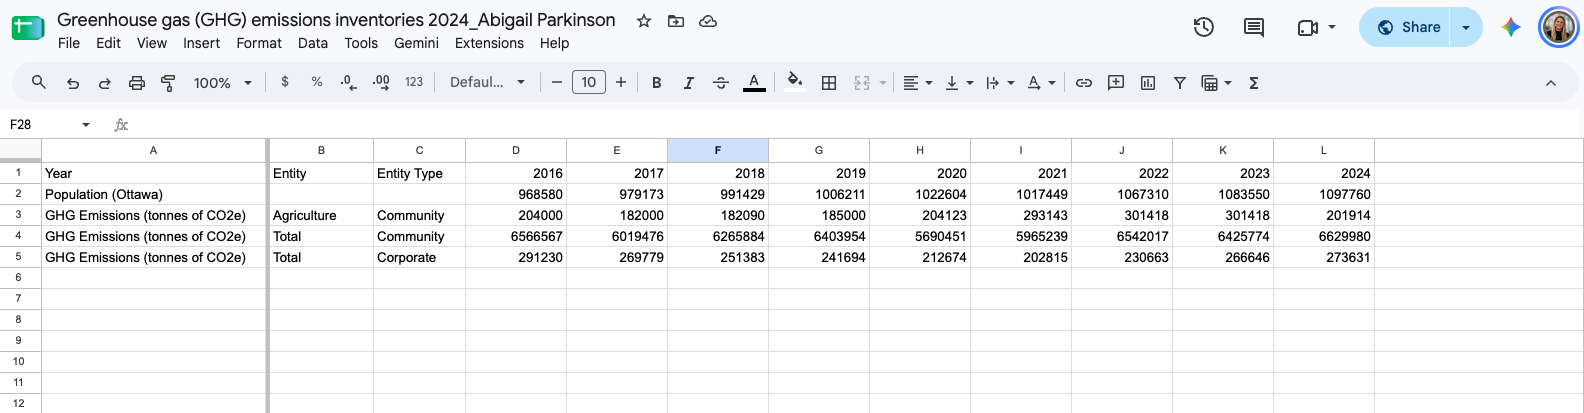 Greenhouse gas (GHG) emissions inventories 2024_Abigail Parkinson
File Edit View Insert Format Data Tools Gemini Extensions Help
Share
100% $ % .0 .00 123 Defaul... 10 B I A A
F28 fx
A B C D E F G H I J K L
1 Year Entity Entity Type 2016 2017 2018 2019 2020 2021 2022 2023 2024
2 Population (Ottawa) 968580 979173 991429 1006211 1022604 1017449 1067310 1083550 1097760
3 GHG Emissions (tonnes of CO2e) Agriculture Community 204000 182000 182090 185000 204123 293143 301418 301418 201914
4 GHG Emissions (tonnes of CO2e) Total Community 6566567 6019476 6265884 6403954 5690451 5965239 6542017 6425774 6629980
5 GHG Emissions (tonnes of CO2e) Total Corporate 291230 269779 251383 241694 212674 202815 230663 266646 273631
6
7
8
9
10
11
12